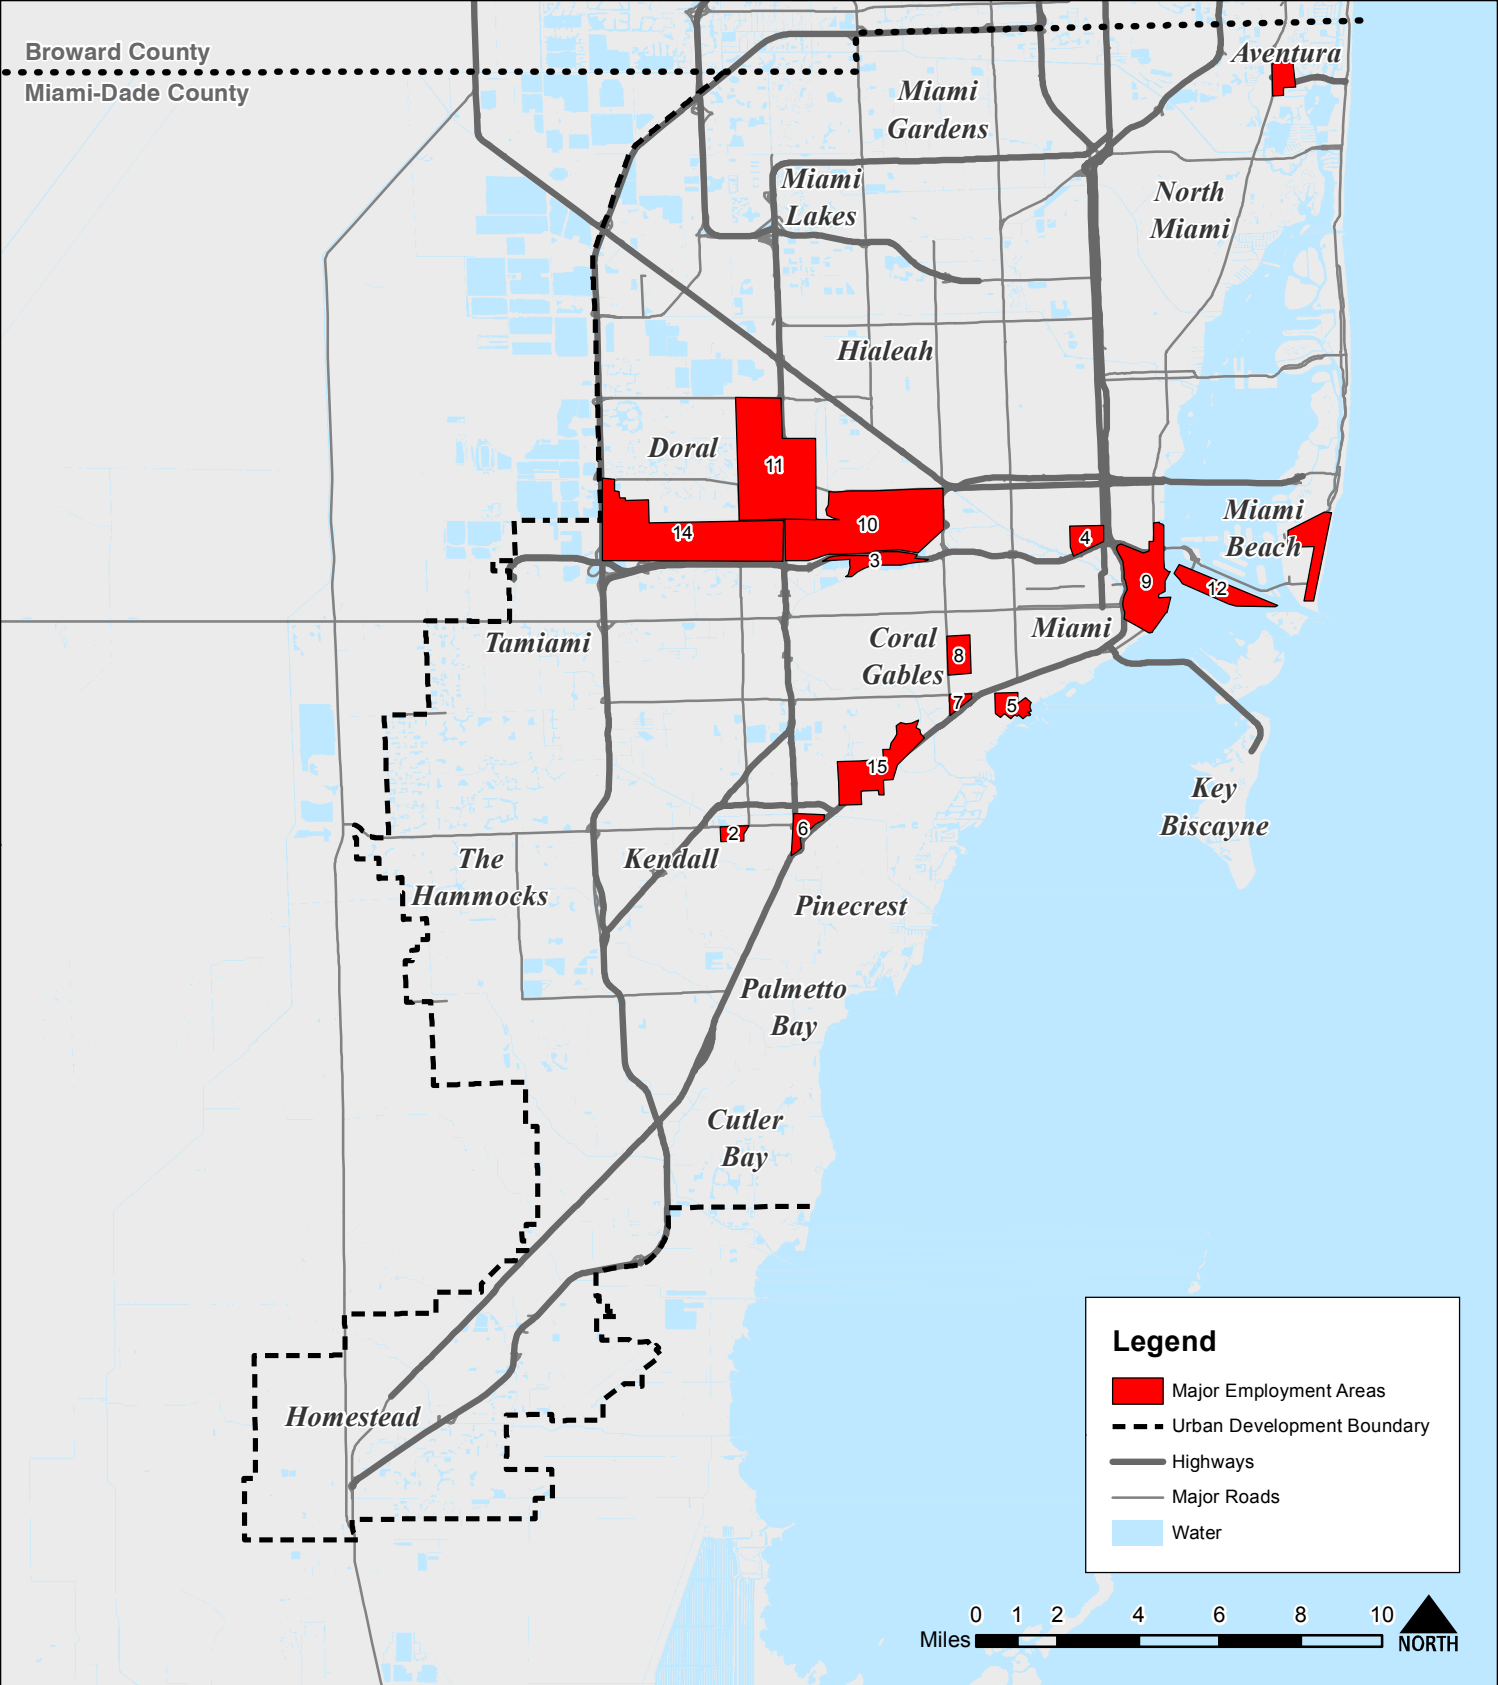 Broward County
Miami-Dade County
Aventura
Miami
Gardens
Miami
Lakes
North
Miami
Hialeah
Doral
11
10
14
3
4
Miami
Beach
9
12
Tamiami
Coral
Gables
Miami
8
7
5
15
2
6
Key
Biscayne
The
Hammocks
Kendall
Pinecrest
Palmetto
Bay
Cutler
Bay
Homestead
Legend
Major Employment Areas
Urban Development Boundary
Highways
Major Roads
Water
0 1 2 4 6 8 10
Miles
NORTH